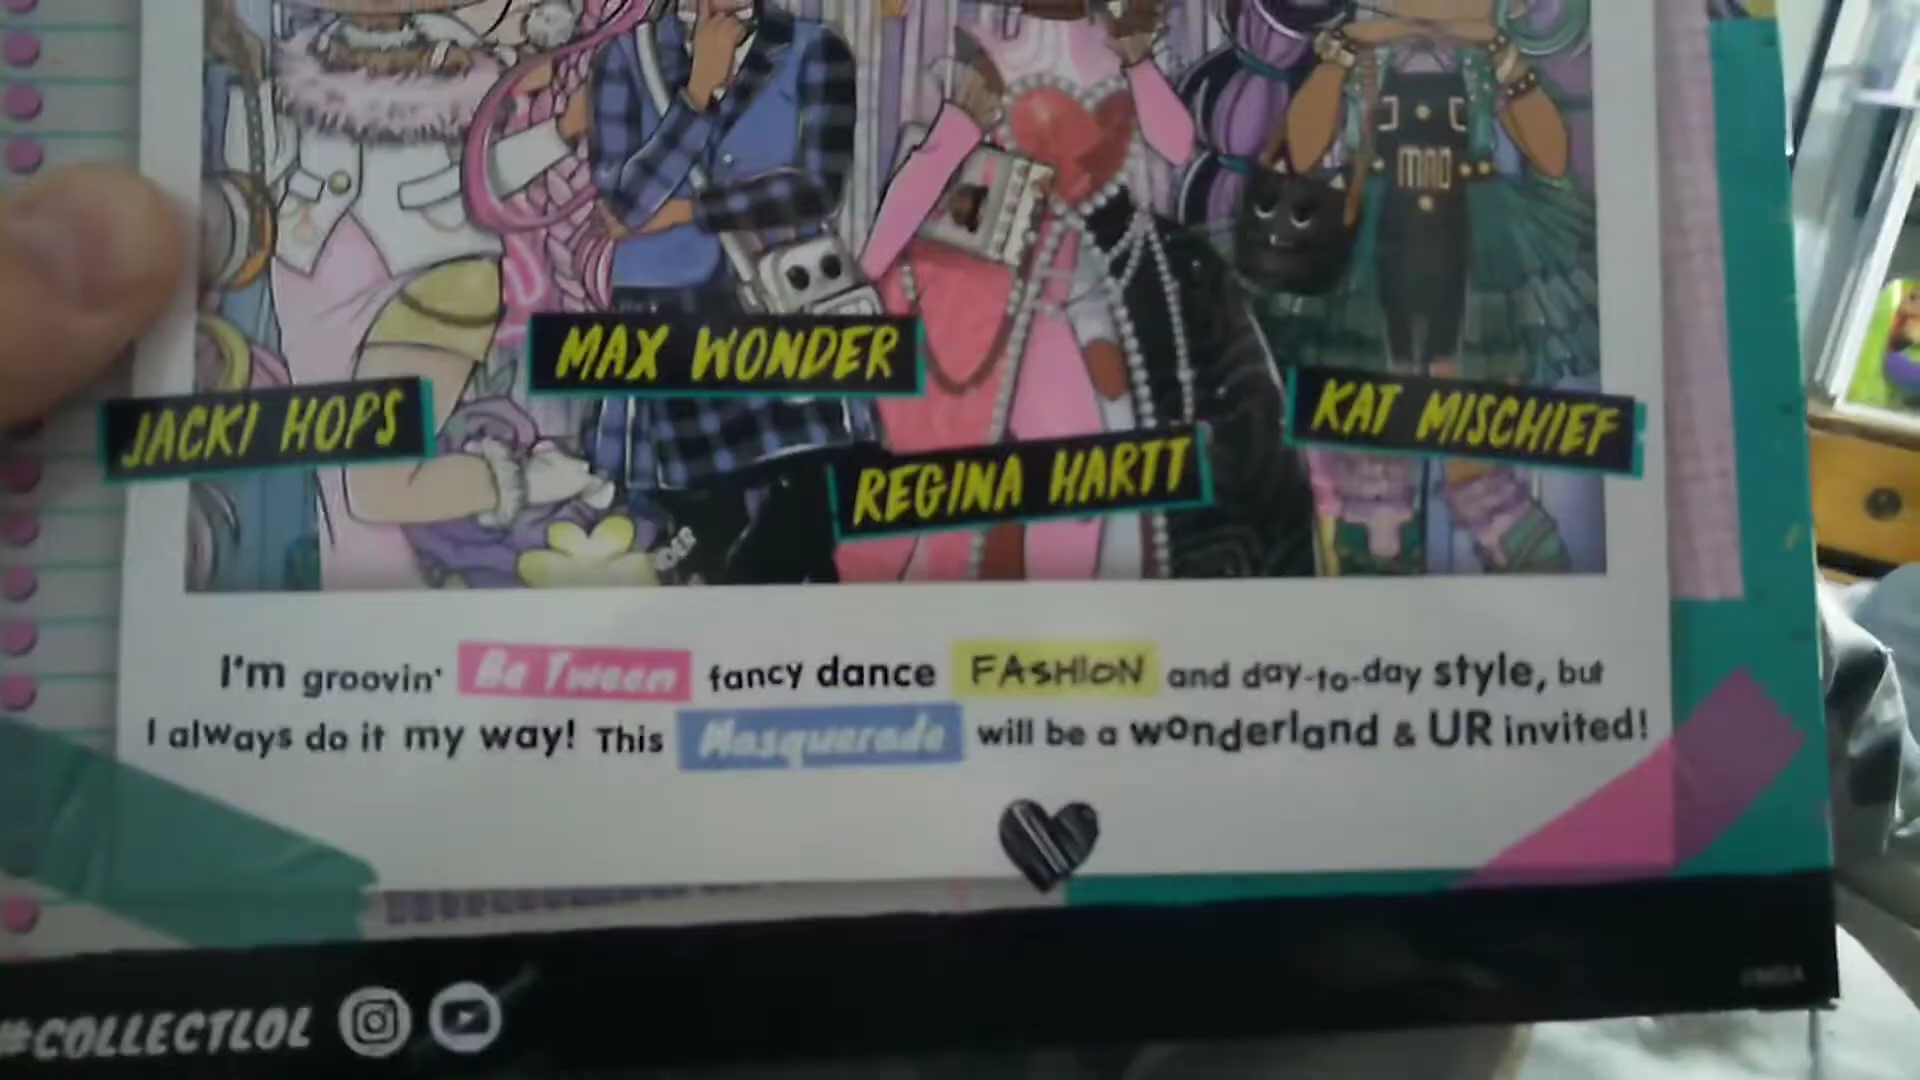 MAX WONDER
JACKI HOPS
KAT MISCHIEF
REGINA HARTT
I'm groovin' Be Tween fancy dance FASHION and day-to-day style, but
I always do it my way! This Masquerade will be a wonderland & UR invited!
#COLLECTLOL